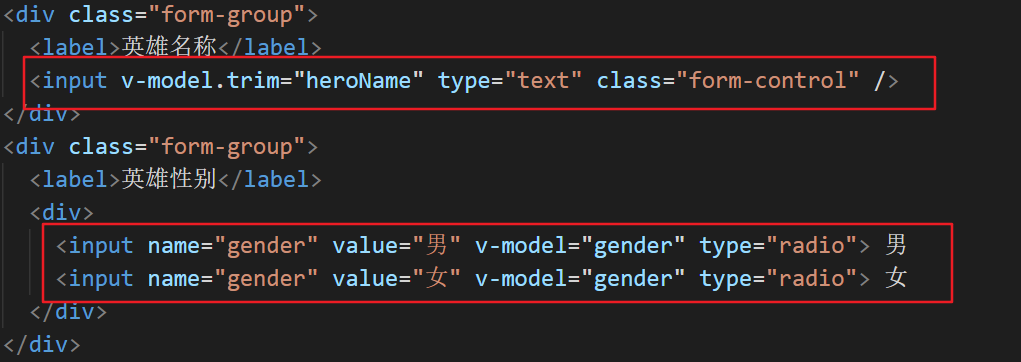 <div class="form-group">
<label>英雄名称</label>
<input v-model.trim="heroName" type="text" class="form-control" />
</div>
<div class="form-group">
<label>英雄性别</label>
<div>
<input name="gender" value="男" v-model="gender" type="radio"> 男
<input name="gender" value="女" v-model="gender" type="radio"> 女
</div>
</div>